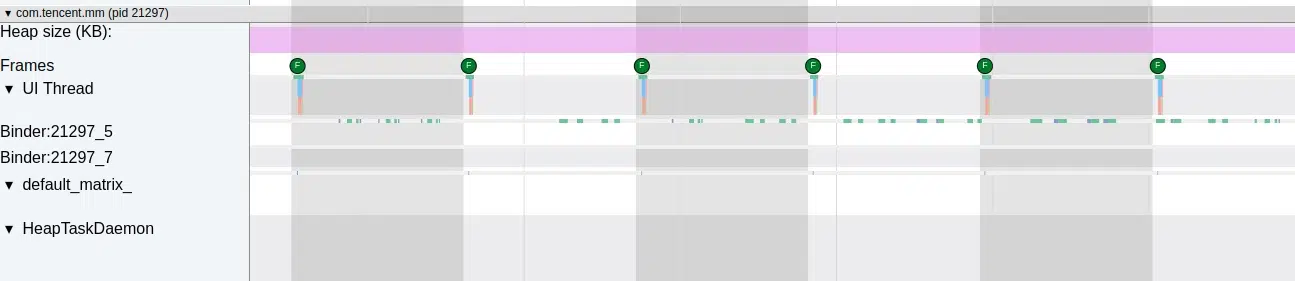 ▼ com.tencent.mm (pid 21297)
Heap size (KB):
Frames F F F F F F
▼ UI Thread
Binder:21297_5
Binder:21297_7
▼ default_matrix_
▼ HeapTaskDaemon